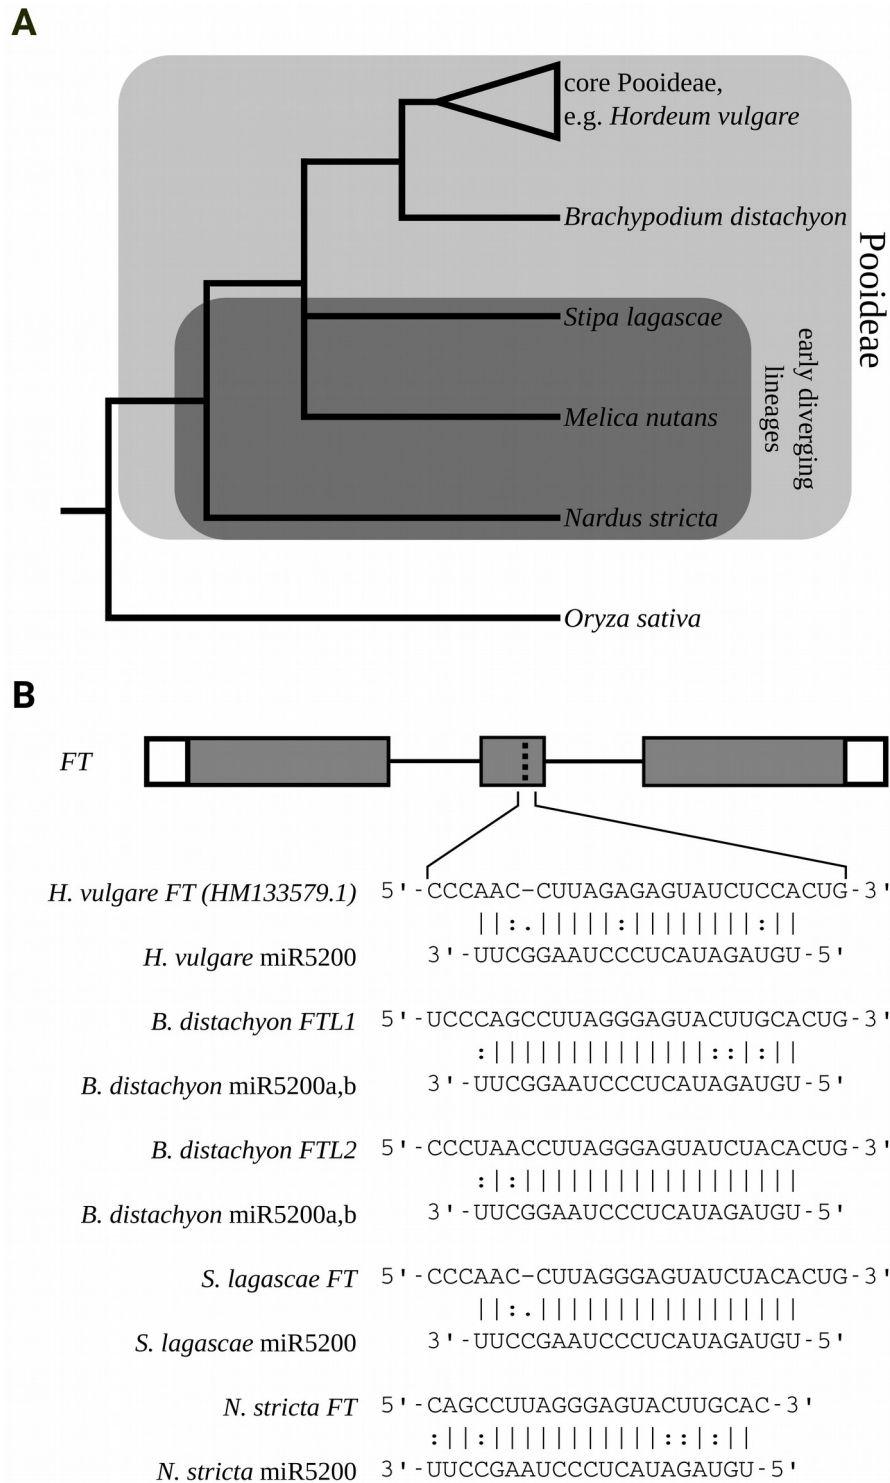 A
core Pooideae,
e.g. Hordeum vulgare
Brachypodium distachyon
Pooideae
Stipa lagascae
early diverging
lineages
Melica nutans
Nardus stricta
Oryza sativa
B
FT
H. vulgare FT (HM133579.1) 5'-CCCAAC-CUUAGAGAGUAUCUCCACUG-3'
||:.|||||:||||||||:||
H. vulgare miR5200 3'-UUCGGAAUCCCUCAUAGAUGU-5'
B. distachyon FTL1 5'-UCCCAGCCUUAGGGAGUACUUGCACUG-3'
:||||||||||||||::|:||
B. distachyon miR5200a,b 3'-UUCGGAAUCCCUCAUAGAUGU-5'
B. distachyon FTL2 5'-CCCUAACCUUAGGGAGUAUCUACACUG-3'
:|:||||||||||||||||||
B. distachyon miR5200a,b 3'-UUCGGAAUCCCUCAUAGAUGU-5'
S. lagascae FT 5'-CCCAAC-CUUAGGGAGUAUCUACACUG-3'
||:.|||||||||||||||||
S. lagascae miR5200 3'-UUCCGAAUCCCUCAUAGAUGU-5'
N. stricta FT 5'-CAGCCUUAGGGAGUACUUGCAC-3'
:||:|||||||||||::|:||
N. stricta miR5200 3'-UUCCGAAUCCCUCAUAGAUGU-5'